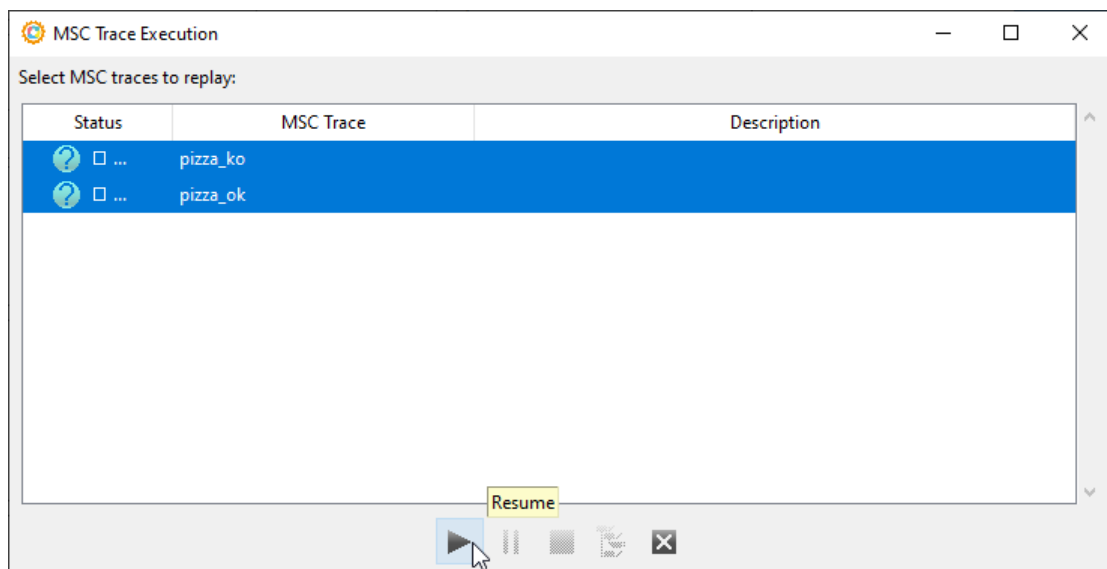 MSC Trace Execution
Select MSC traces to replay:
Status MSC Trace Description
... pizza_ko
... pizza_ok
Resume